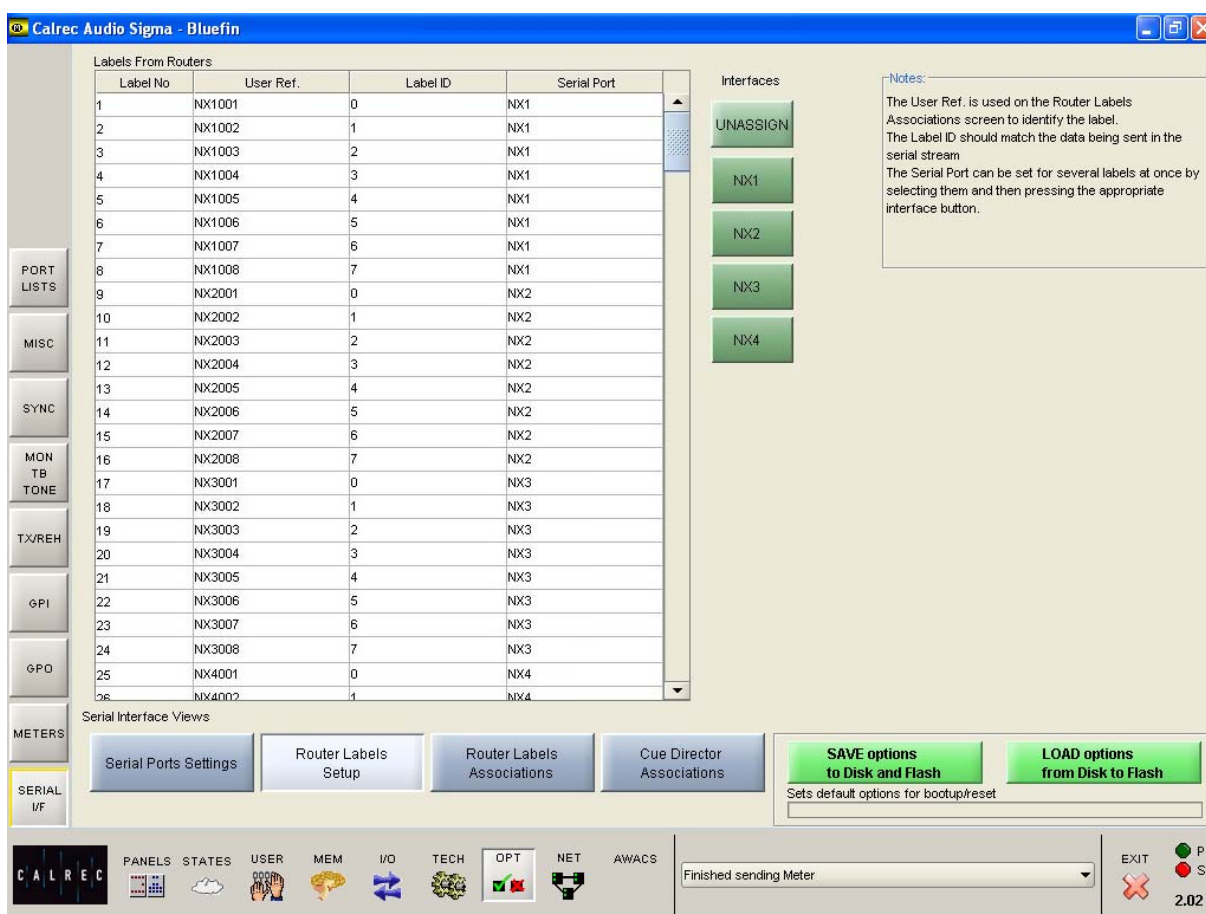 Calrec Audio Sigma - Bluefin
Labels From Routers
Label No User Ref. Label ID Serial Port
1 NX1001 0 NX1
2 NX1002 1 NX1
3 NX1003 2 NX1
4 NX1004 3 NX1
5 NX1005 4 NX1
6 NX1006 5 NX1
7 NX1007 6 NX1
8 NX1008 7 NX1
9 NX2001 0 NX2
10 NX2002 1 NX2
11 NX2003 2 NX2
12 NX2004 3 NX2
13 NX2005 4 NX2
14 NX2006 5 NX2
15 NX2007 6 NX2
16 NX2008 7 NX2
17 NX3001 0 NX3
18 NX3002 1 NX3
19 NX3003 2 NX3
20 NX3004 3 NX3
21 NX3005 4 NX3
22 NX3006 5 NX3
23 NX3007 6 NX3
24 NX3008 7 NX3
25 NX4001 0 NX4
26 NX4002 1 NX4
Interfaces
UNASSIGN
NX1
NX2
NX3
NX4
Notes:
The User Ref. is used on the Router Labels
Associations screen to identify the label.
The Label ID should match the data being sent in the
serial stream
The Serial Port can be set for several labels at once by
selecting them and then pressing the appropriate
interface button.
PORT
LISTS
MISC
SYNC
MON
TB
TONE
TX/REH
GPI
GPO
METERS
SERIAL
I/F
Serial Interface Views
Serial Ports Settings
Router Labels
Setup
Router Labels
Associations
Cue Director
Associations
SAVE options
to Disk and Flash
LOAD options
from Disk to Flash
Sets default options for bootup/reset
CALREC
PANELS STATES USER MEM I/O TECH OPT NET AWACS
Finished sending Meter
EXIT
P
S
2.02